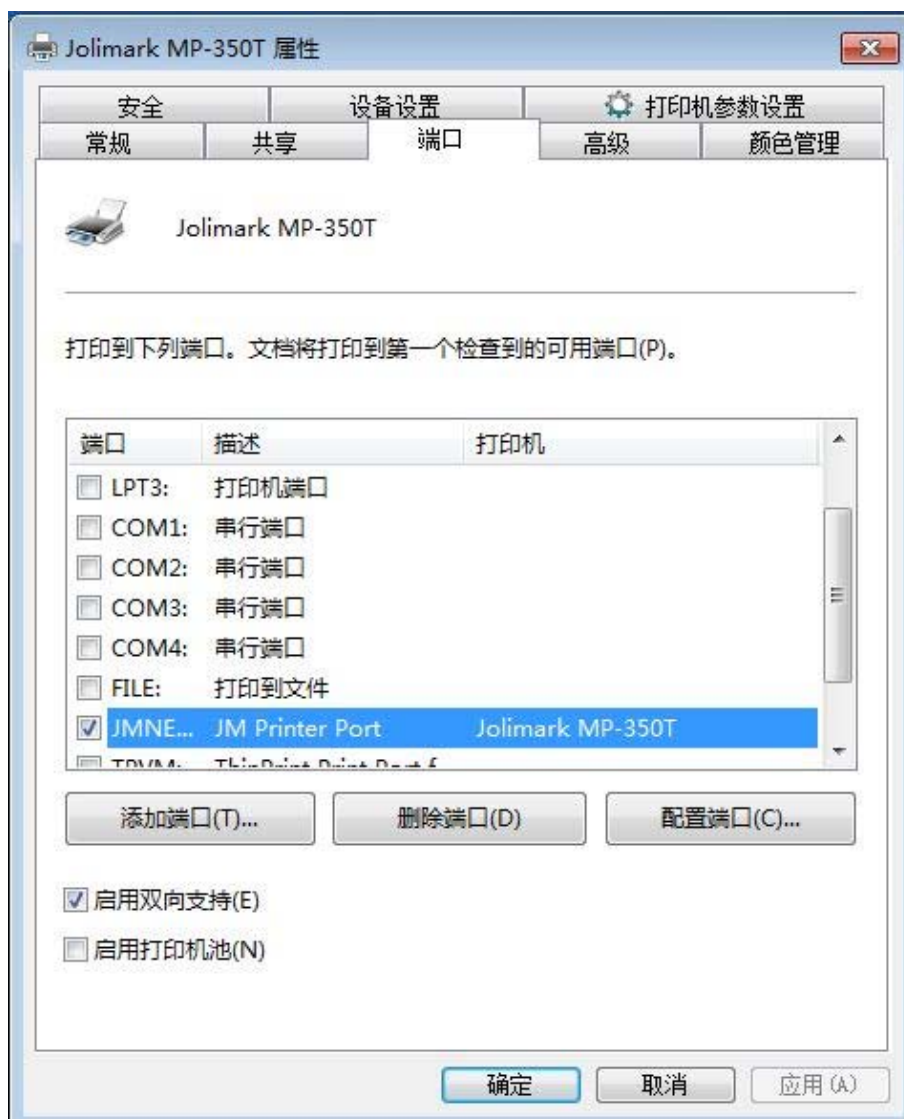 Jolimark MP-350T 属性
安全 设备设置 打印机参数设置
常规 共享 端口 高级 颜色管理
Jolimark MP-350T
打印到下列端口。文档将打印到第一个检查到的可用端口(P)。
端口 描述 打印机
LPT3: 打印机端口
COM1: 串行端口
COM2: 串行端口
COM3: 串行端口
COM4: 串行端口
FILE: 打印到文件
JMNE... JM Printer Port Jolimark MP-350T
TPVM: ThinPrint Print Port f
添加端口(T)... 删除端口(D) 配置端口(C)...
启用双向支持(E)
启用打印机池(N)
确定 取消 应用(A)